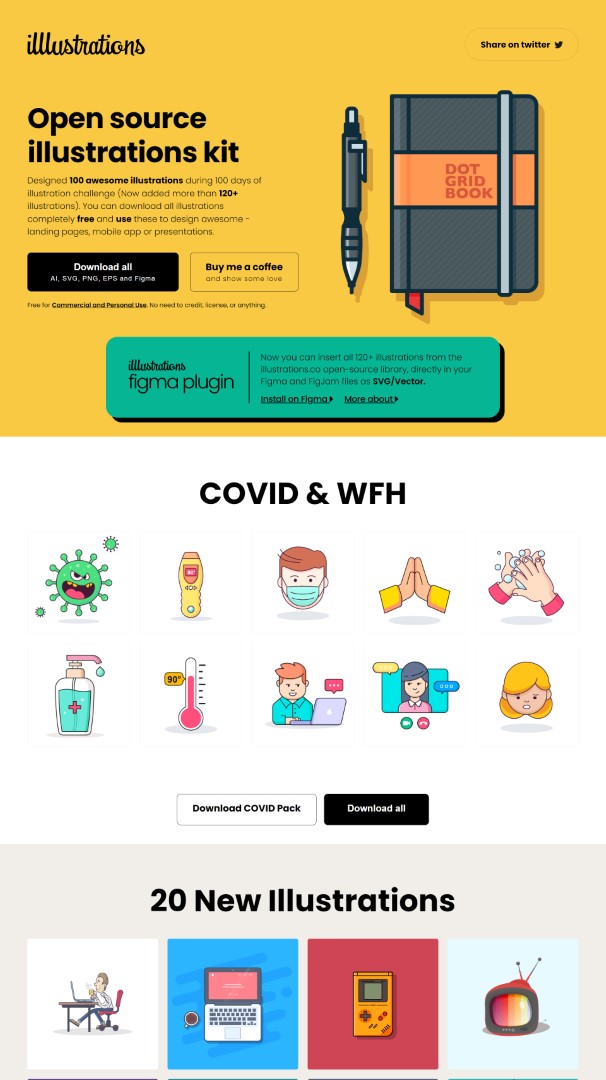 illlustrations
Share on twitter
Open source
illustrations kit
Designed 100 awesome illustrations during 100 days of
illustration challenge (Now added more than 120+
illustrations). You can download all illustrations
completely free and use these to design awesome -
landing pages, mobile app or presentations.
Download all
AI, SVG, PNG, EPS and Figma
Buy me a coffee
and show some love
Free for Commercial and Personal Use. No need to credit, license, or anything.
DOT
GRID
BOOK
illlustrations
figma plugin
Now you can insert all 120+ illustrations from the
illlustrations.co open-source library, directly in your
Figma and FigJam files as SVG/Vector.
Install on Figma
More about
COVID & WFH
90°
Download COVID Pack
Download all
20 New Illustrations